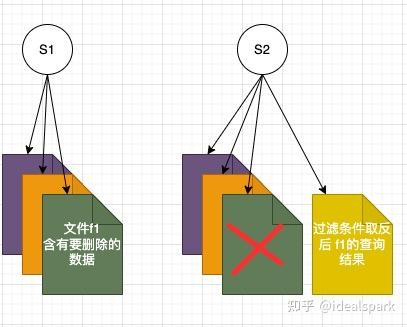 S1
S2
文件f1
含有要删除的
数据
过滤条件取反
后 f1的查询
结果
知乎 @idealspark